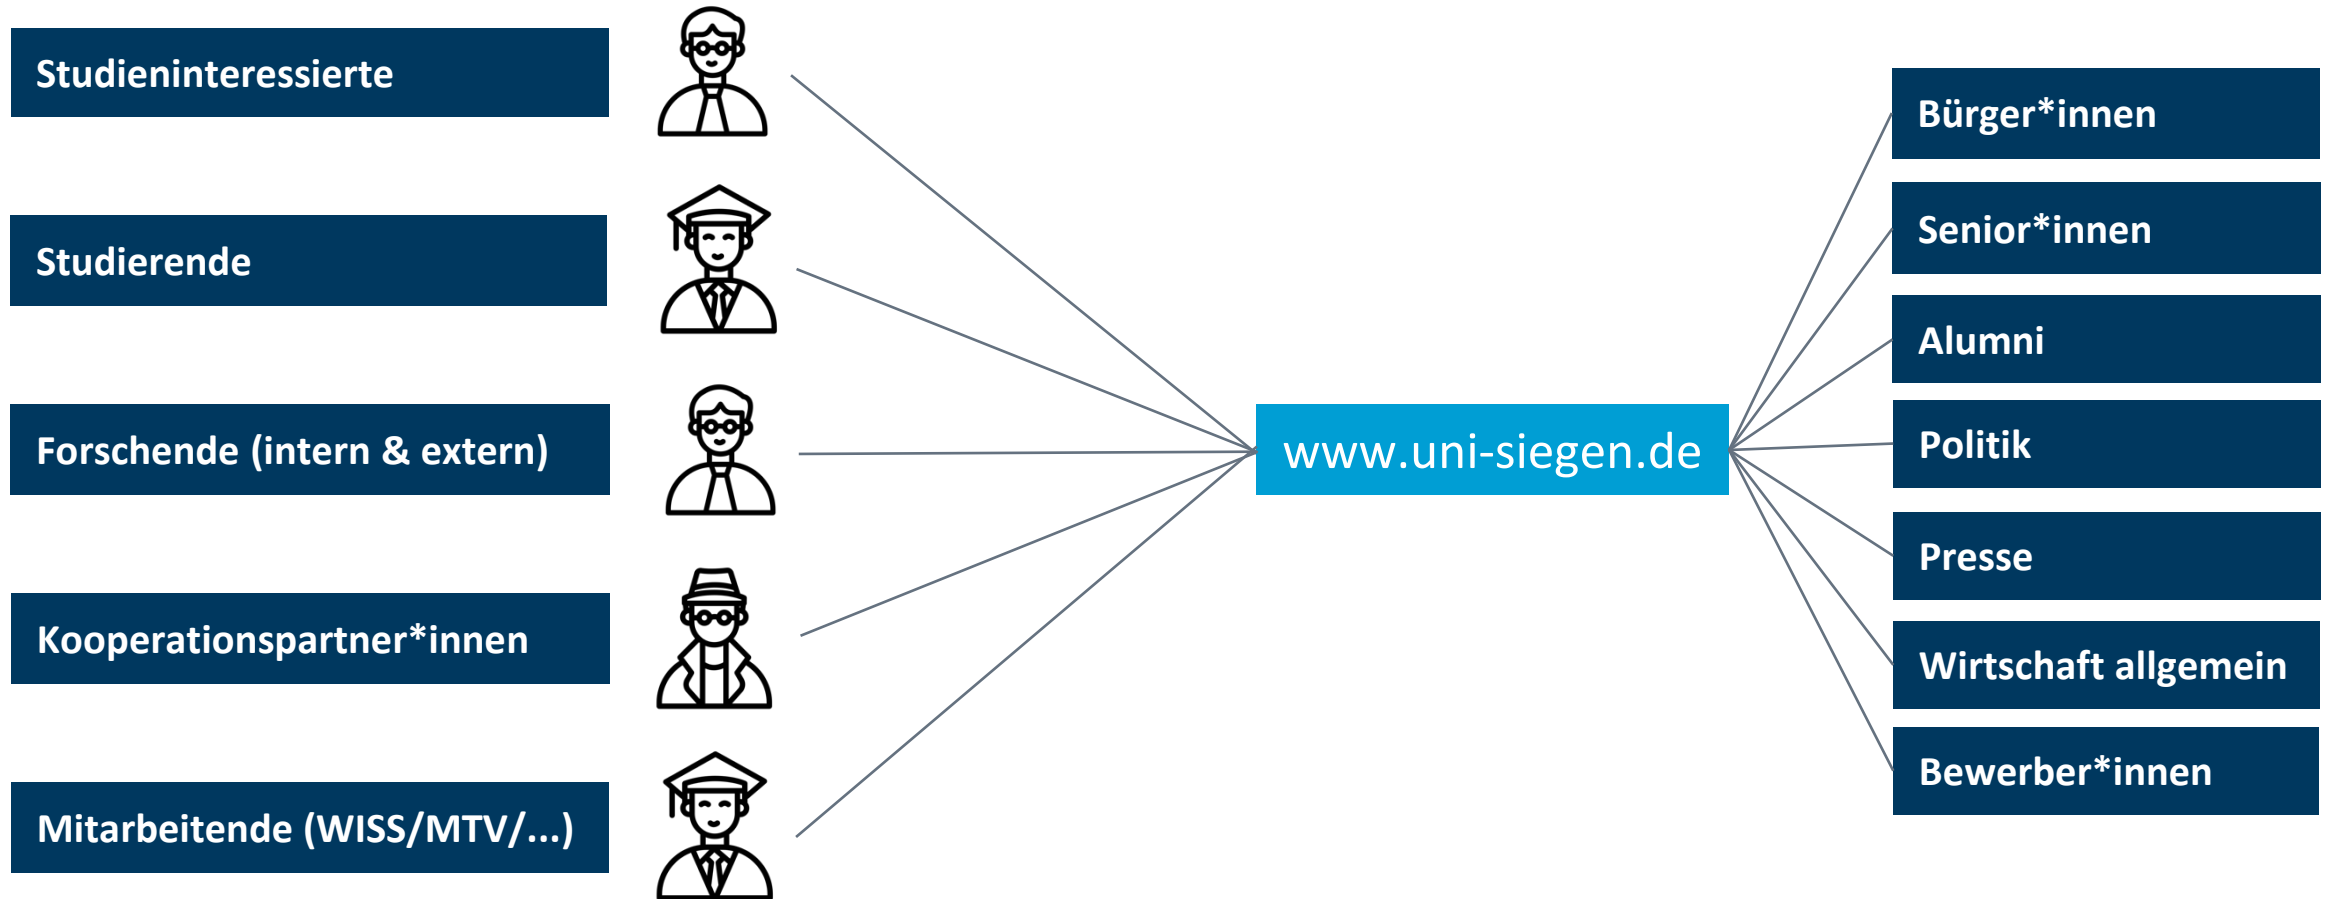 Studieninteressierte
Studierende
Forschende (intern & extern)
Kooperationspartner*innen
Mitarbeitende (WISS/MTV/...)
www.uni-siegen.de
Bürger*innen
Senior*innen
Alumni
Politik
Presse
Wirtschaft allgemein
Bewerber*innen